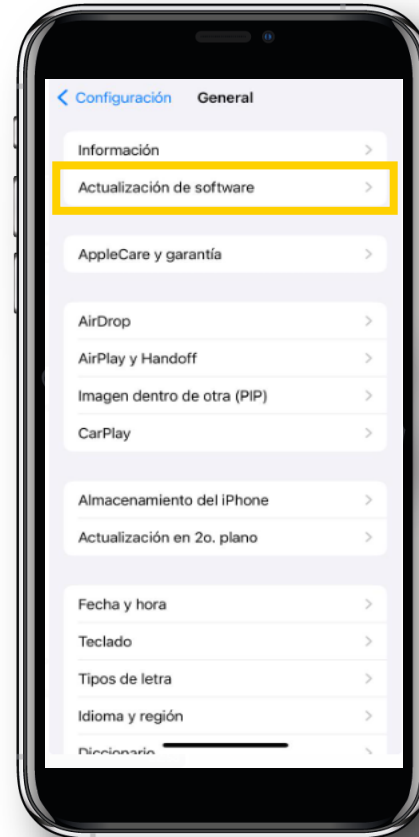 Configuración General
Información
Actualización de software
AppleCare y garantía
AirDrop
AirPlay y Handoff
Imagen dentro de otra (PIP)
CarPlay
Almacenamiento del iPhone
Actualización en 2o. plano
Fecha y hora
Teclado
Tipos de letra
Idioma y región
Diccionario